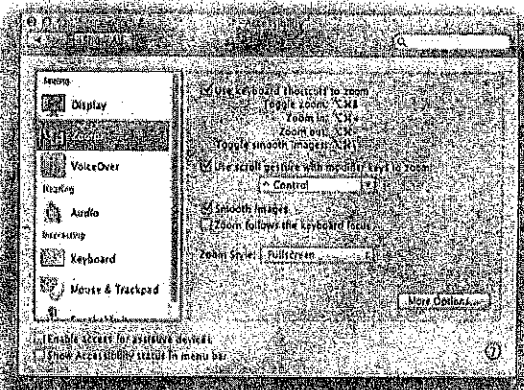 Show All
Seeing
Display
Zoom
VoiceOver
Hearing
Audio
Interacting
Keyboard
Mouse & Trackpad
Use keyboard shortcuts to zoom
Toggle zoom: ⌥⌘8
Zoom in: ⌥⌘=
Zoom out: ⌥⌘-
Toggle smooth images: ⌥⌘\
Use scroll gesture with modifier keys to zoom:
^ Control
Smooth images
Zoom follows the keyboard focus
Zoom Style: Fullscreen
More Options...
Enable access for assistive devices
Show Accessibility status in menu bar
?